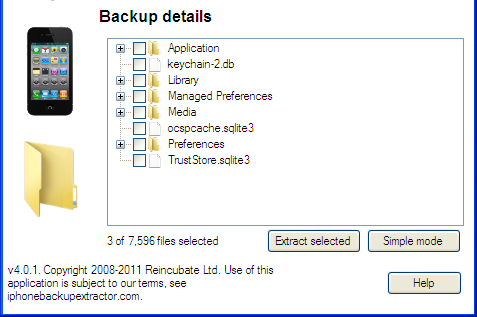 Backup details
Application
keychain-2.db
Library
Managed Preferences
Media
ocspcache.sqlite3
Preferences
TrustStore.sqlite3
3 of 7,596 files selected
Extract selected
Simple mode
v4.0.1. Copyright 2008-2011 Reincubate Ltd. Use of this
application is subject to our terms, see
iphonebackupextractor.com.
Help